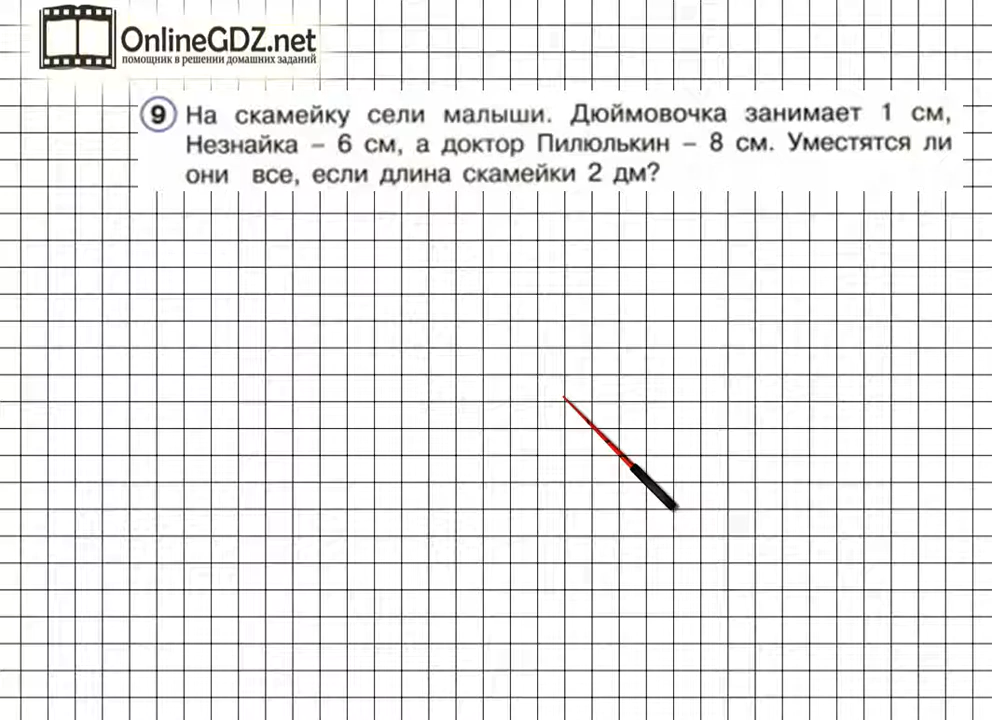 OnlineGDZ.net
помощник в решении домашних заданий
9 На скамейку сели малыши. Дюймовочка занимает 1 см,
Незнайка – 6 см, а доктор Пилюлькин – 8 см. Уместятся ли
они все, если длина скамейки 2 дм?